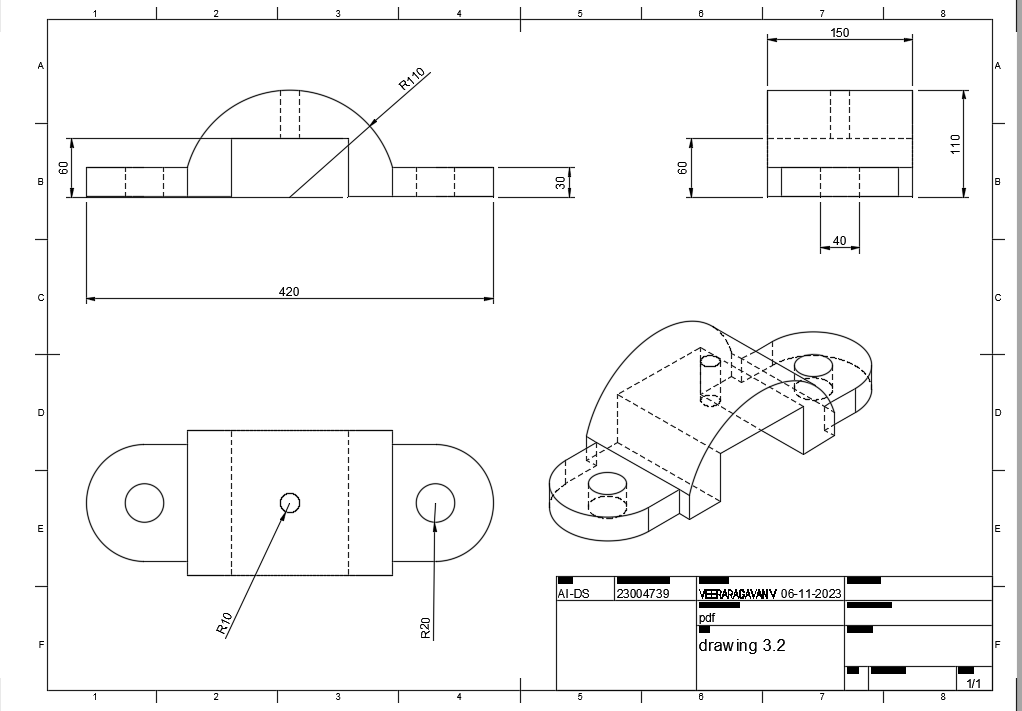 1 2 3 4 5 6 7 8
A A
B B
C C
D D
E E
F F
R110
60
30
420
150
60
110
40
R10
R20
AI-DS 23004739 VEERARAGAVAN V 06-11-2023
pdf
drawing 3.2
1/1
1 2 3 4 5 6 7 8